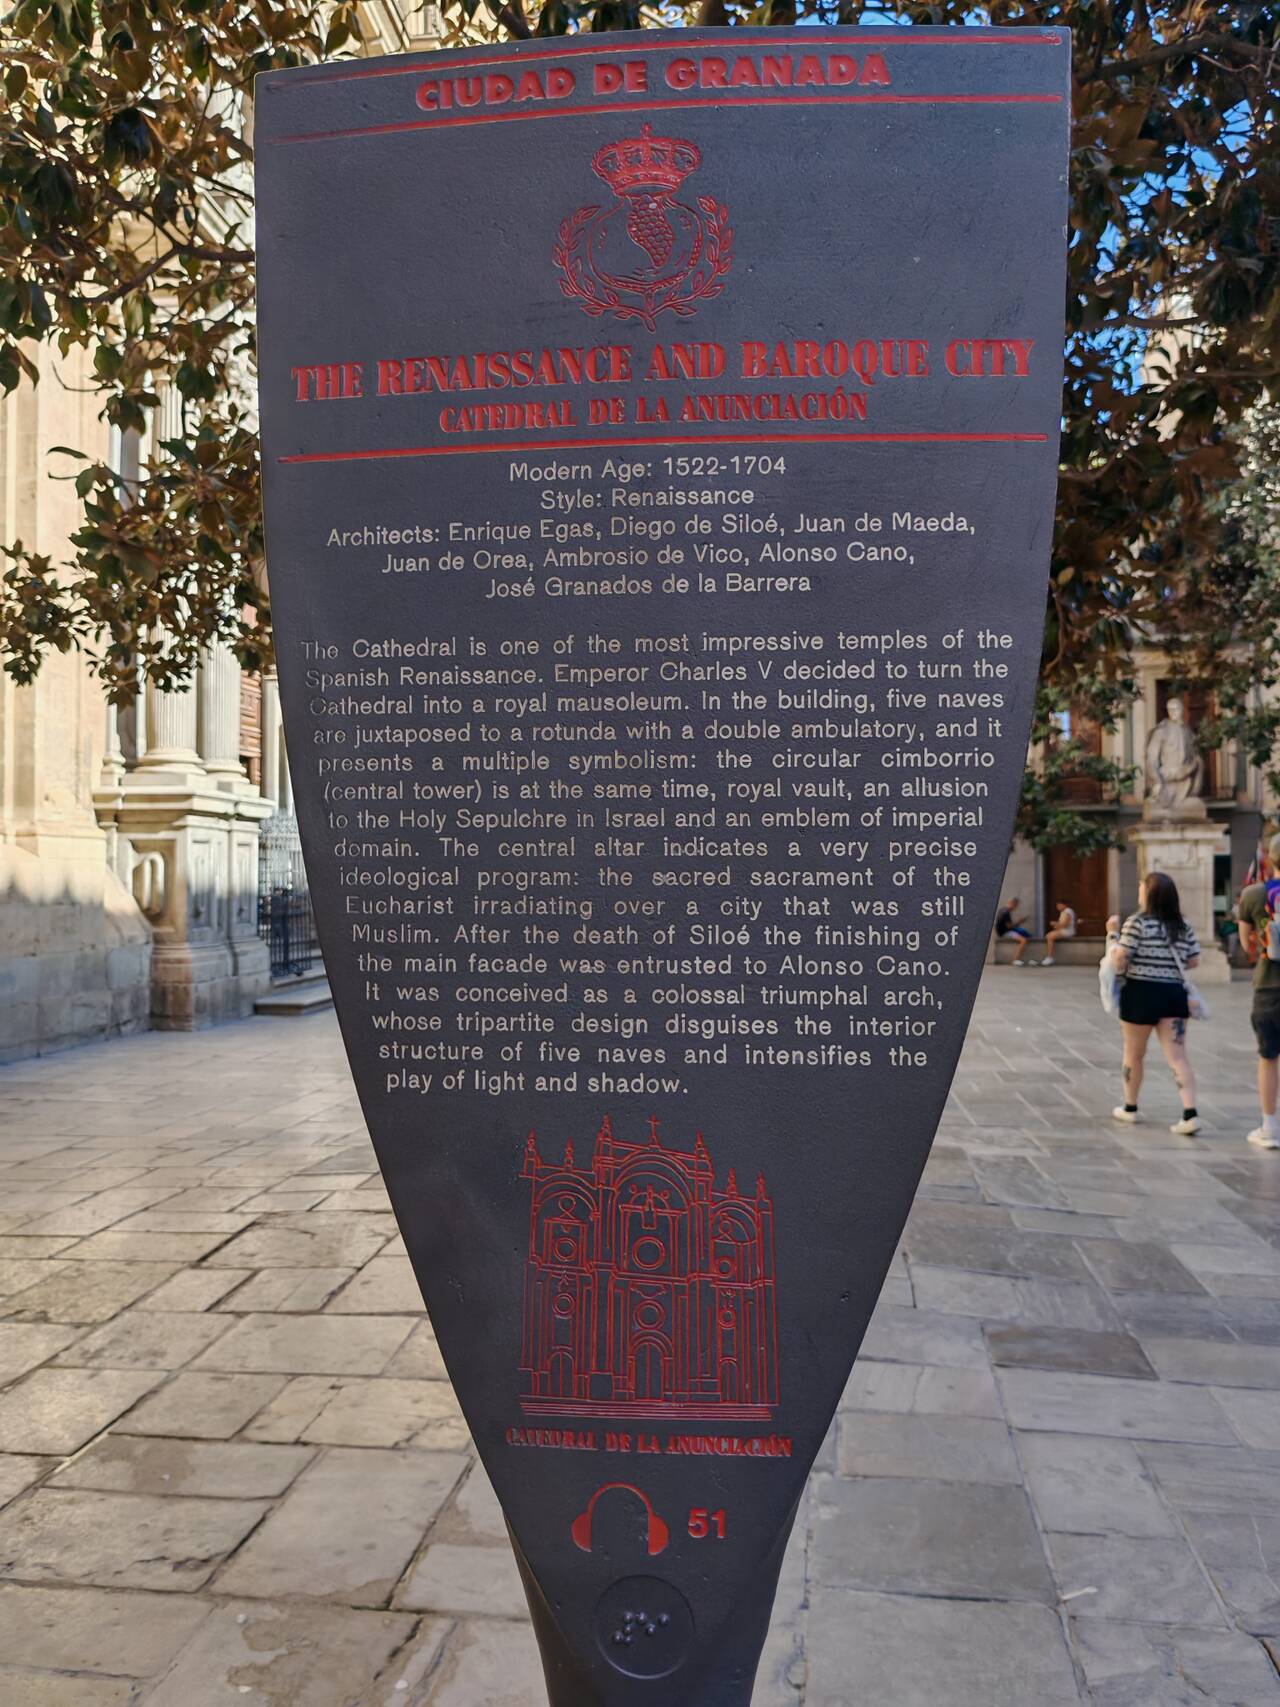 CIUDAD DE GRANADA
THE RENAISSANCE AND BAROQUE CITY
CATEDRAL DE LA ANUNCIACIÓN
Modern Age: 1522-1704
Style: Renaissance
Architects: Enrique Egas, Diego de Siloé, Juan de Maeda,
Juan de Orea, Ambrosio de Vico, Alonso Cano,
José Granados de la Barrera
The Cathedral is one of the most impressive temples of the
Spanish Renaissance. Emperor Charles V decided to turn the
Cathedral into a royal mausoleum. In the building, five naves
are juxtaposed to a rotunda with a double ambulatory, and it
presents a multiple symbolism: the circular cimborrio
(central tower) is at the same time, royal vault, an allusion
to the Holy Sepulchre in Israel and an emblem of imperial
domain. The central altar indicates a very precise
ideological program: the sacred sacrament of the
Eucharist irradiating over a city that was still
Muslim. After the death of Siloé the finishing of
the main facade was entrusted to Alonso Cano.
It was conceived as a colossal triumphal arch,
whose tripartite design disguises the interior
structure of five naves and intensifies the
play of light and shadow.
CATEDRAL DE LA ANUNCIACIÓN
51